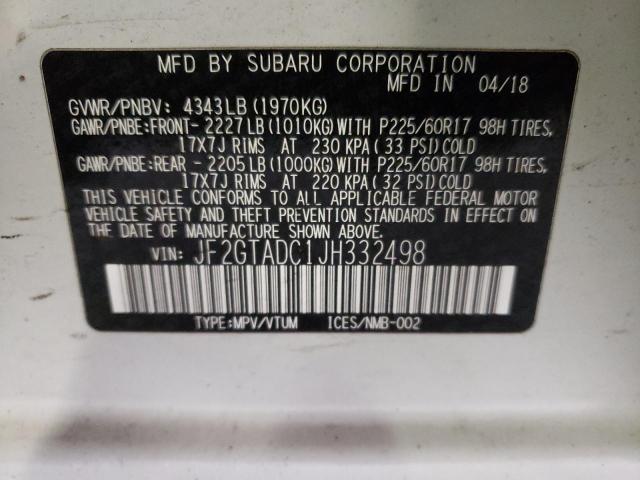 MFD BY SUBARU CORPORATION
MFD IN 04/18
GVWR/PNBV: 4343LB (1970KG)
GAWR/PNBE:FRONT- 2227 LB (1010KG) WITH P225/60R17 98H TIRES,
17X7J RIMS AT 230 KPA (33 PSI) COLD
GAWR/PNBE:REAR - 2205 LB (1000KG) WITH P225/60R17 98H TIRES,
17X7J RIMS AT 220 KPA (32 PSI) COLD
THIS VEHICLE CONFORMS TO ALL APPLICABLE FEDERAL MOTOR
VEHICLE SAFETY AND THEFT PREVENTION STANDARDS IN EFFECT
ON THE DATE OF MANUFACTURE SHOWN ABOVE.
VIN: JF2GTADC1JH332498
TYPE:MPV/VTUM ICES/NMB-002